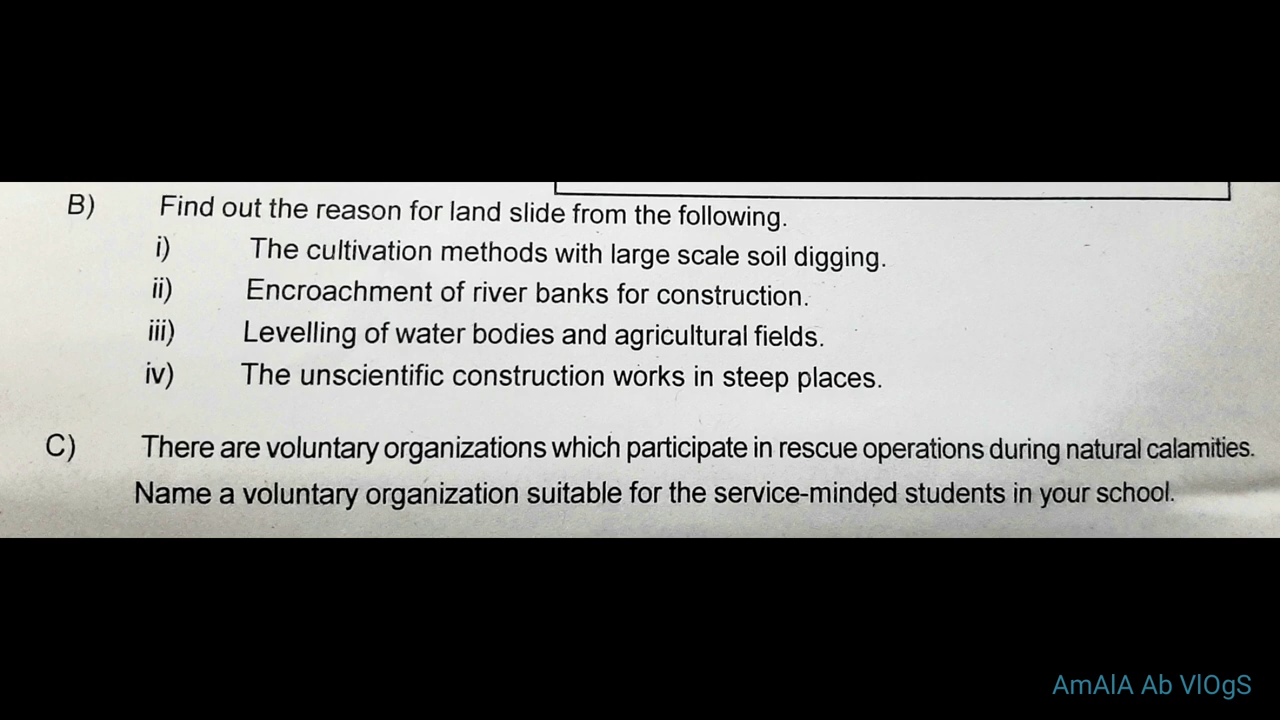 B) Find out the reason for land slide from the following.
i) The cultivation methods with large scale soil digging.
ii) Encroachment of river banks for construction.
iii) Levelling of water bodies and agricultural fields.
iv) The unscientific construction works in steep places.
C) There are voluntary organizations which participate in rescue operations during natural calamities.
Name a voluntary organization suitable for the service-minded students in your school.
AmAlA Ab VlOgS